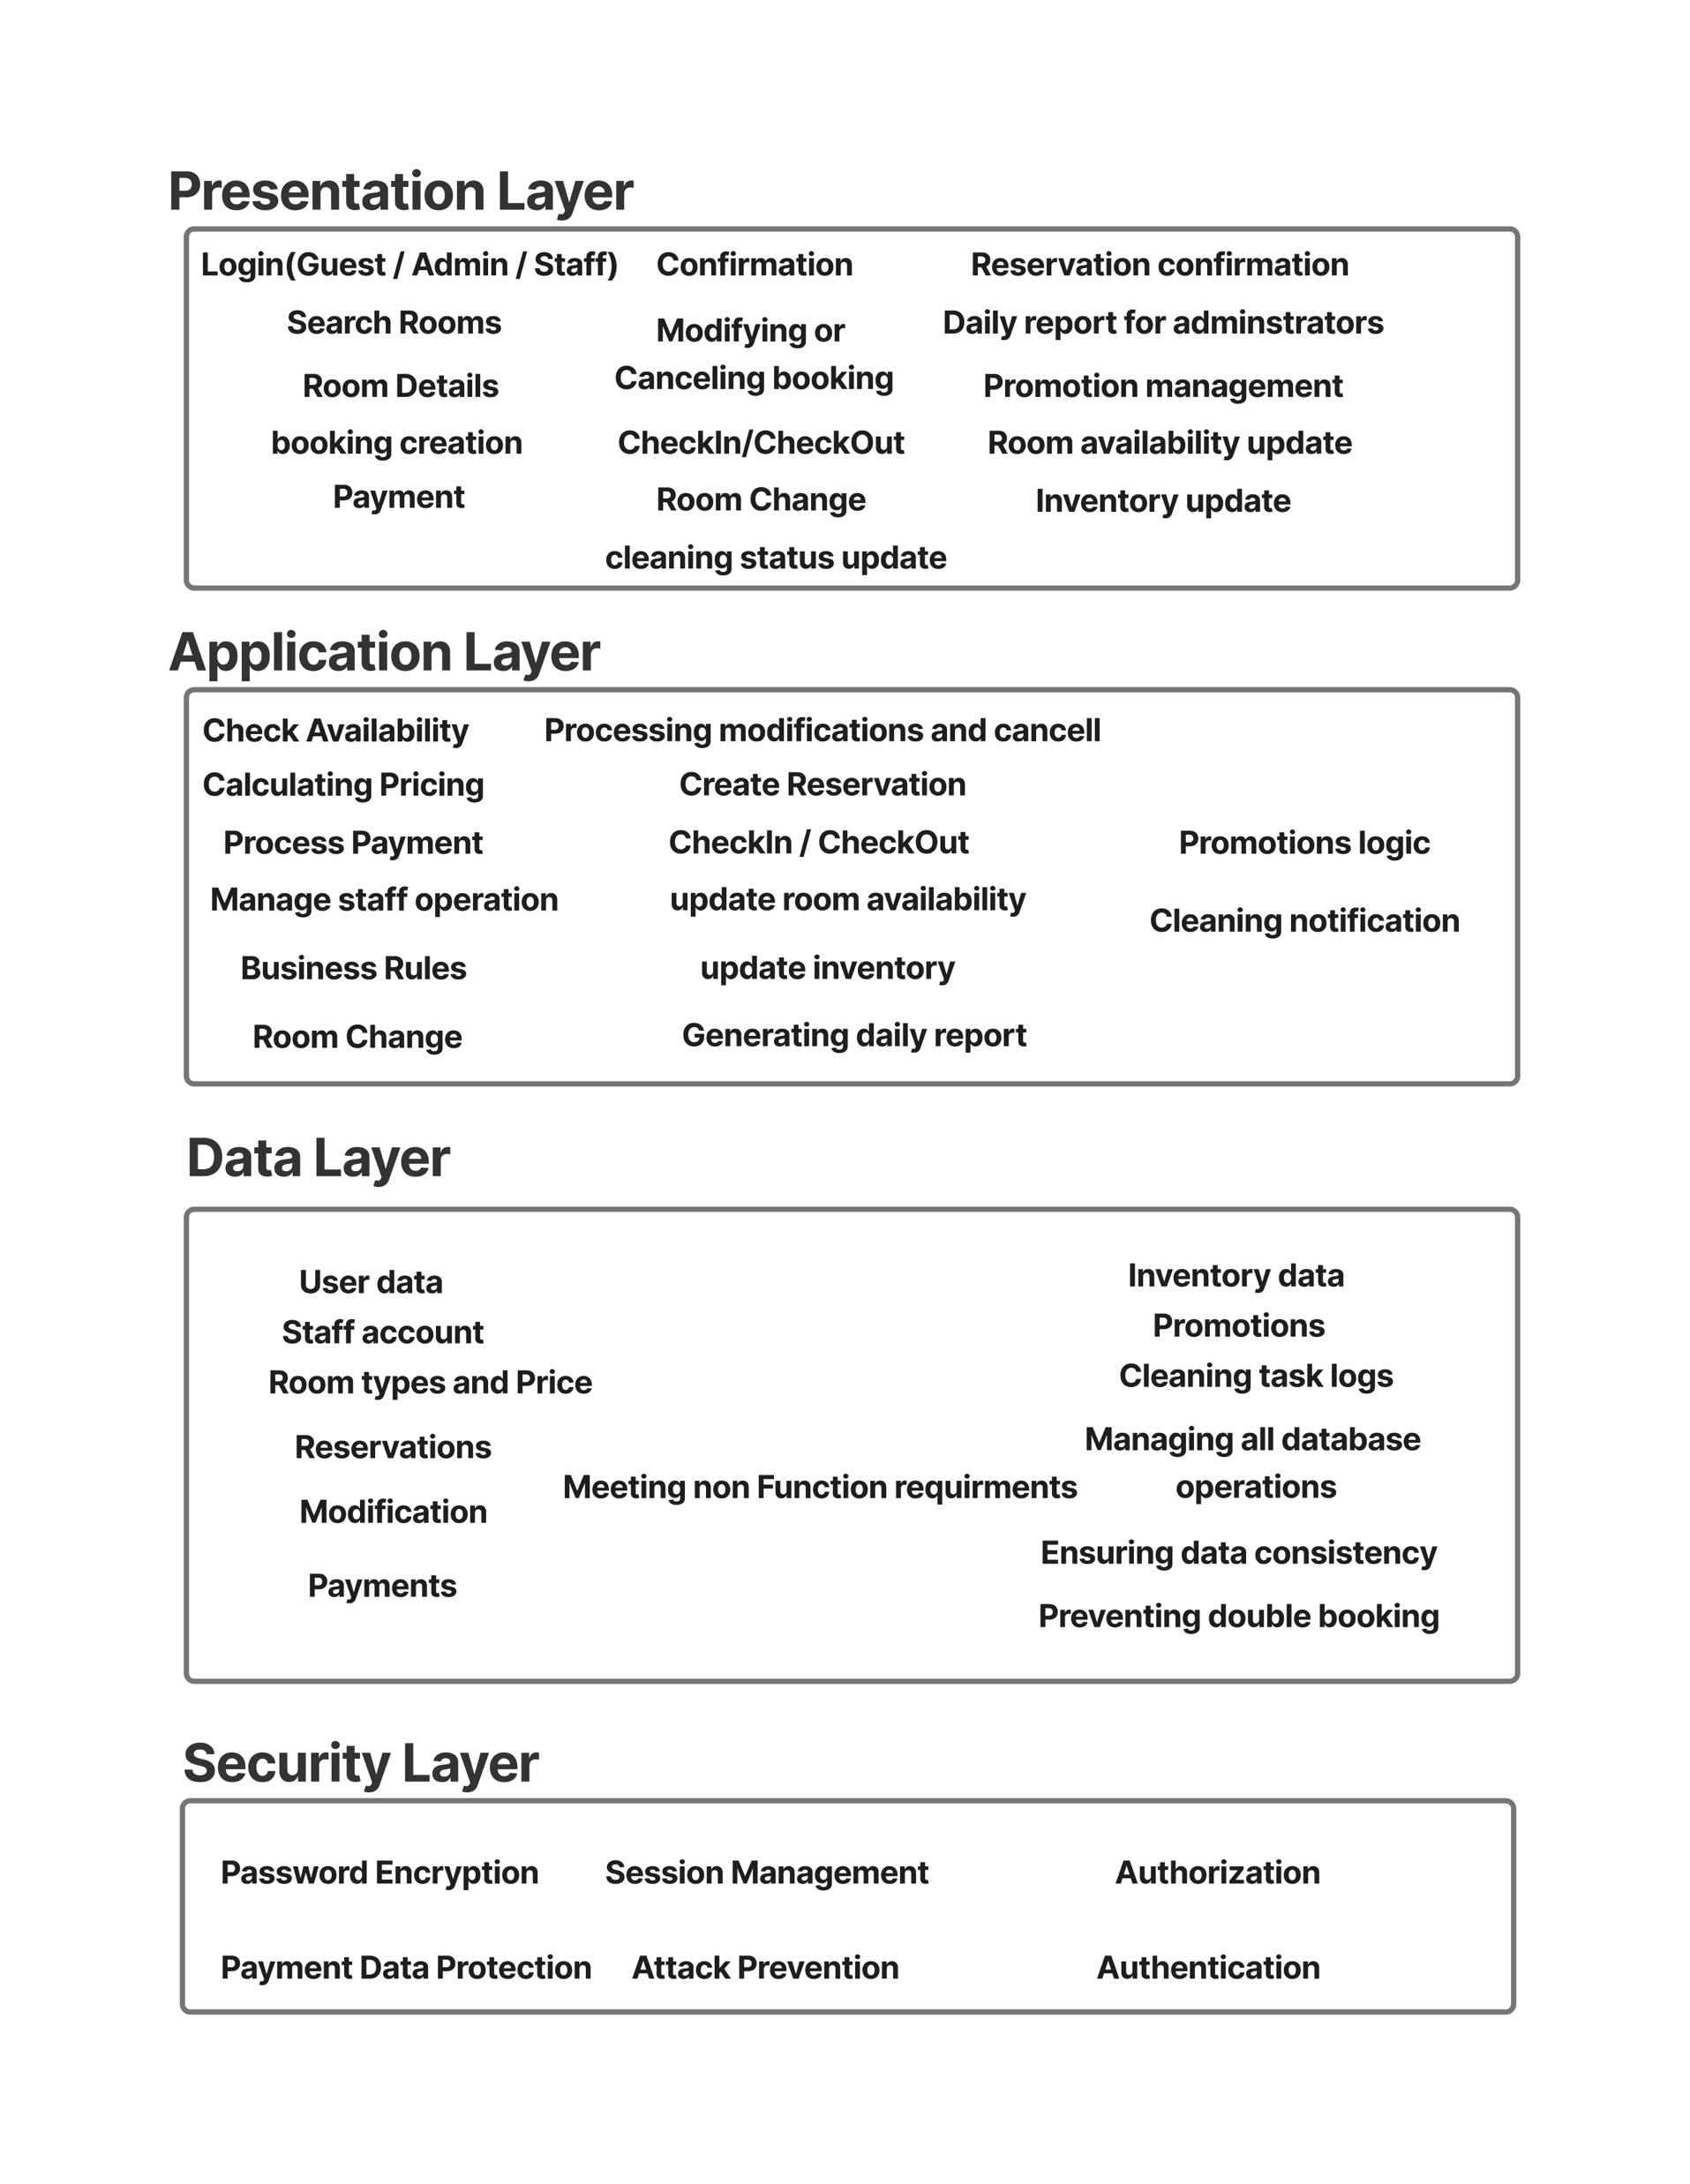 Presentation Layer
Login(Guest / Admin / Staff)
Search Rooms
Room Details
booking creation
Payment
Confirmation
Modifying or
Canceling booking
CheckIn/CheckOut
Room Change
cleaning status update
Reservation confirmation
Daily report for adminstrators
Promotion management
Room availability update
Inventory update
Application Layer
Check Availability
Calculating Pricing
Process Payment
Manage staff operation
Business Rules
Room Change
Processing modifications and cancell
Create Reservation
CheckIn / CheckOut
update room availability
update inventory
Generating daily report
Promotions logic
Cleaning notification
Data Layer
User data
Staff account
Room types and Price
Reservations
Modification
Payments
Meeting non Function requirments
Inventory data
Promotions
Cleaning task logs
Managing all database
operations
Ensuring data consistency
Preventing double booking
Security Layer
Password Encryption
Payment Data Protection
Session Management
Attack Prevention
Authorization
Authentication